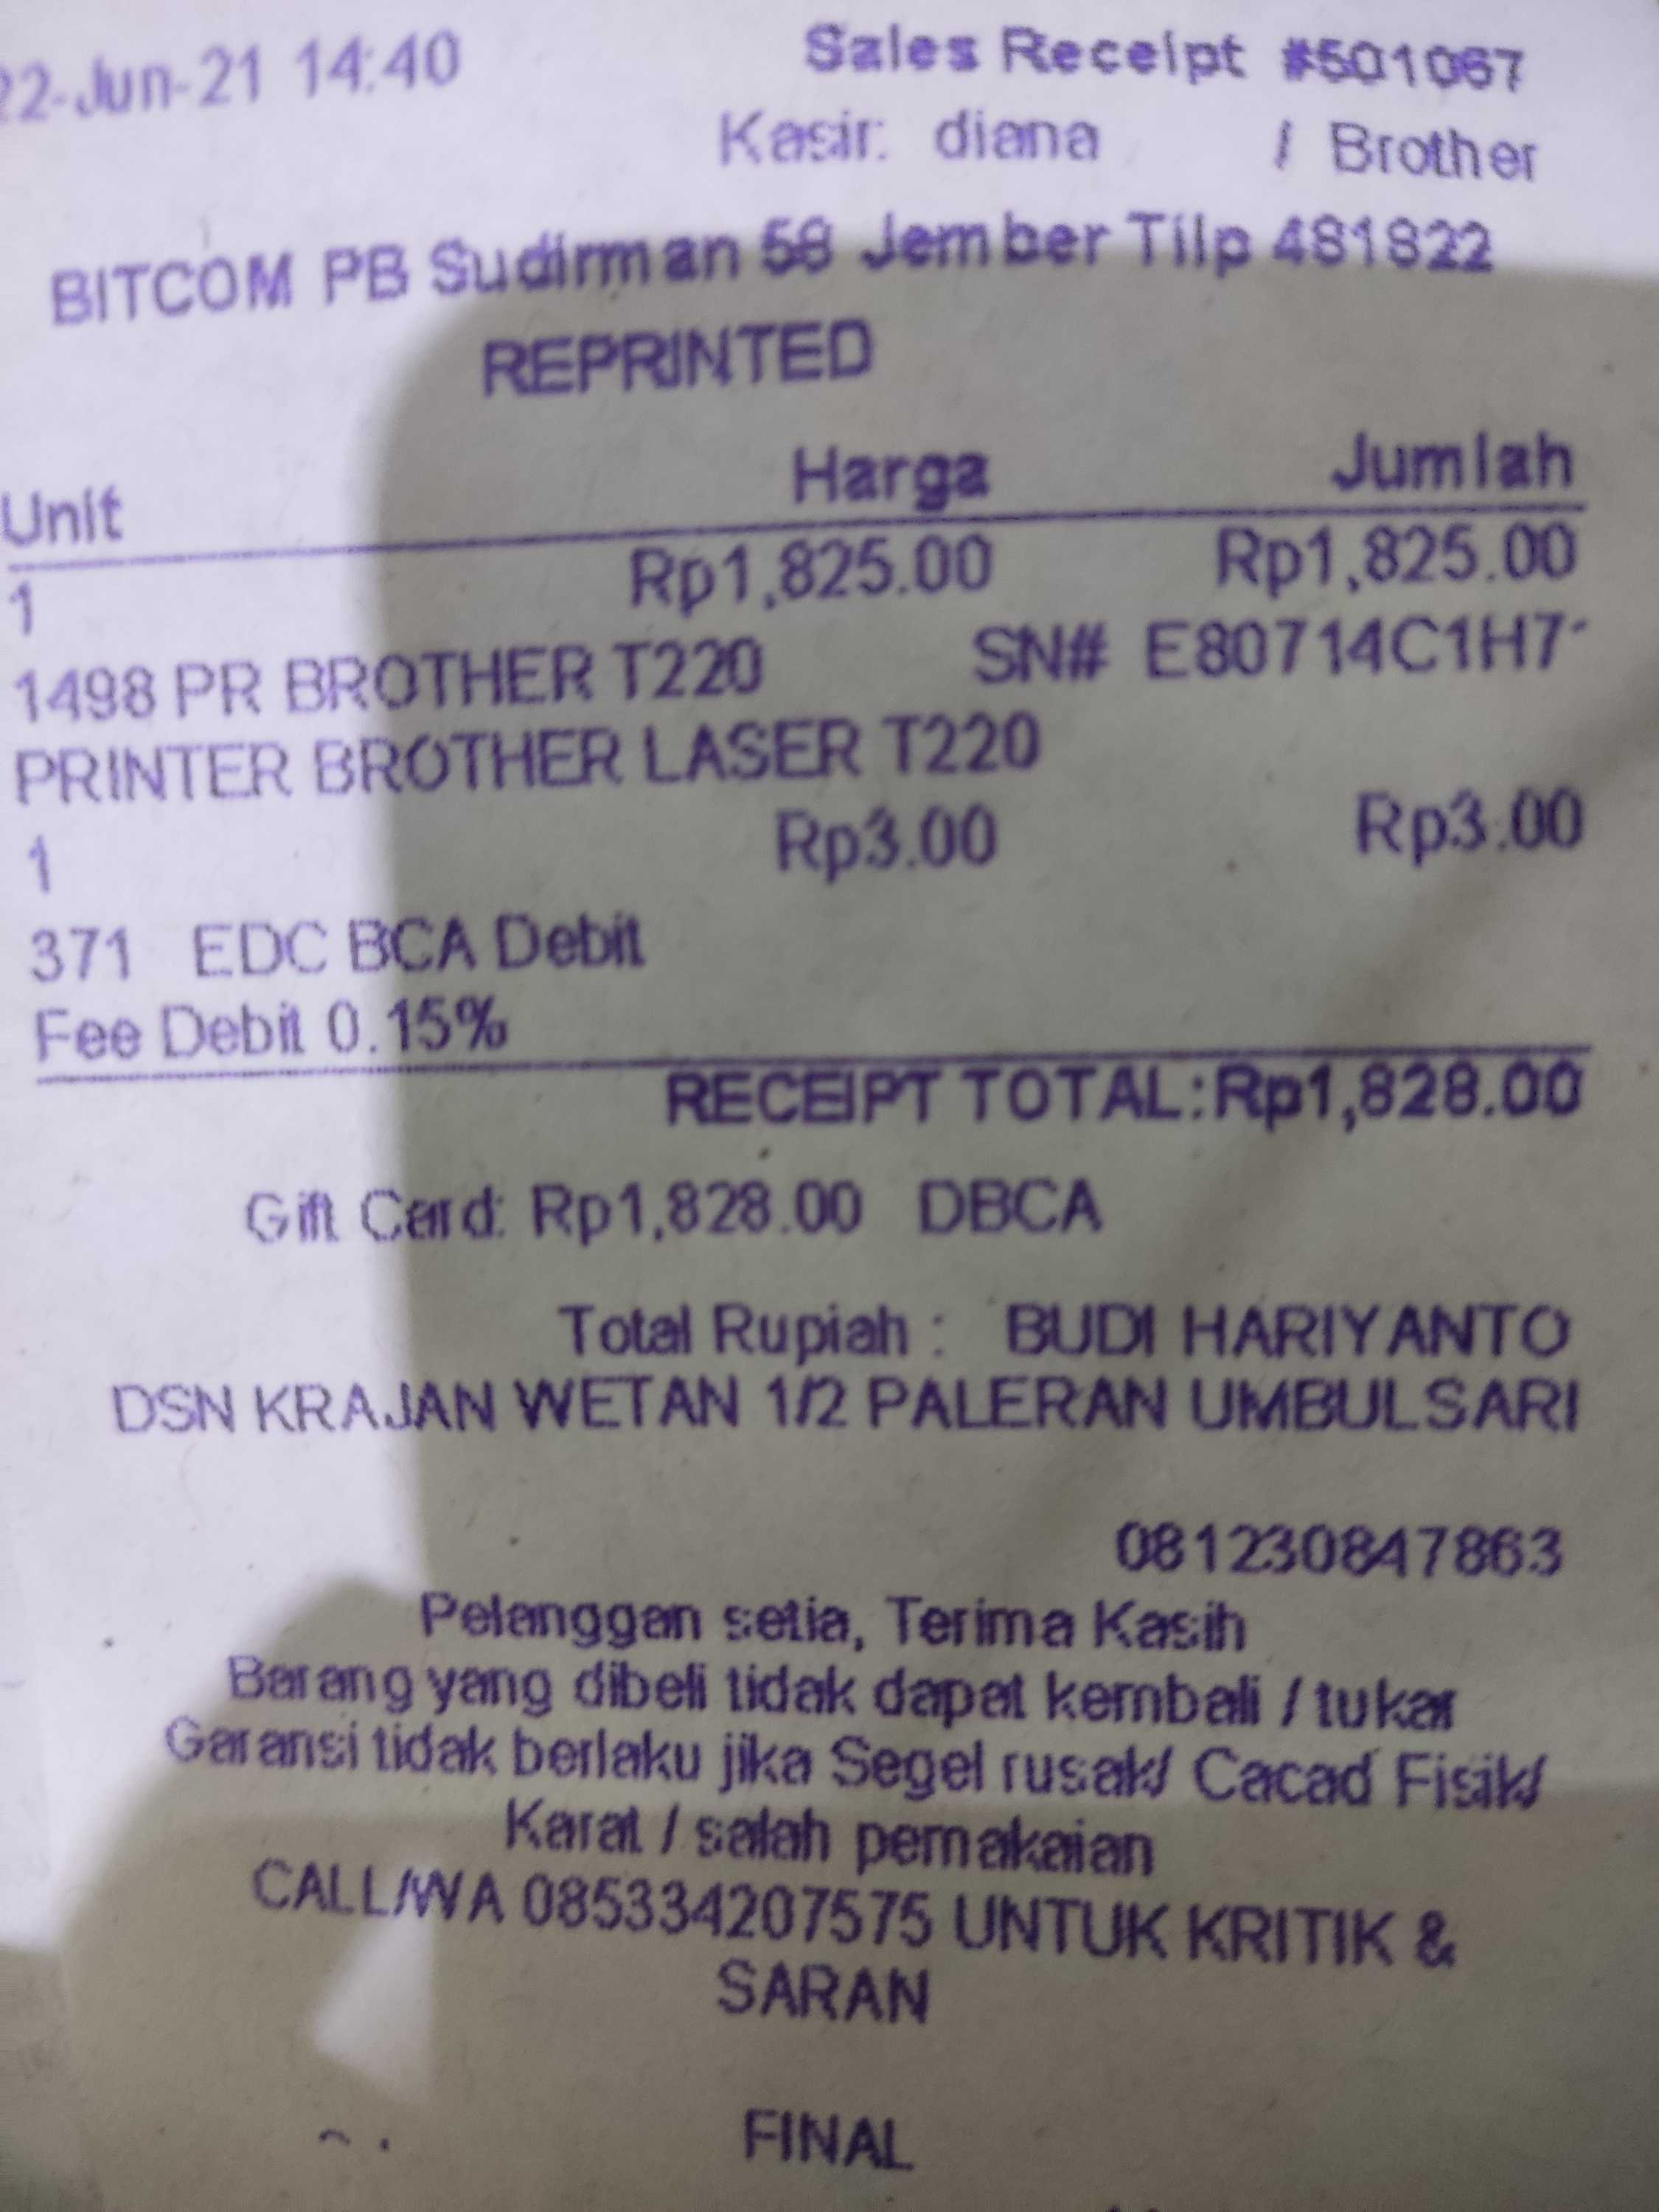 22-Jun-21 14:40 Sales Receipt #501067
Kasir: diana / Brother
BITCOM PB Sudirman 58 Jember Tilp 481822
REPRINTED
Unit Harga Jumlah
1 Rp1,825.00 Rp1,825.00
1498 PR BROTHER T220 SN# E80714C1H7
PRINTER BROTHER LASER T220
1 Rp3.00 Rp3.00
371 EDC BCA Debit
Fee Debit 0.15%
RECEIPT TOTAL: Rp1,828.00
Gift Card: Rp1,828.00 DBCA
Total Rupiah : BUDI HARIYANTO
DSN KRAJAN WETAN 1/2 PALERAN UMBULSARI
081230847863
Pelanggan setia, Terima Kasih
Barang yang dibeli tidak dapat kembali / tukar
Garansi tidak berlaku jika Segel rusak/ Cacad Fisik/
Karat / salah pemakaian
CALL/WA 085334207575 UNTUK KRITIK &
SARAN
FINAL